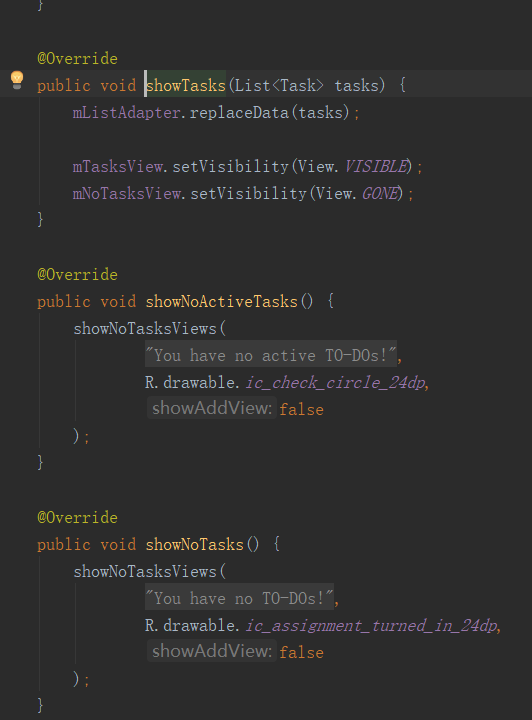 }
@Override
public void showTasks(List<Task> tasks) {
mListAdapter.replaceData(tasks);
mTasksView.setVisibility(View.VISIBLE);
mNoTasksView.setVisibility(View.GONE);
}
@Override
public void showNoActiveTasks() {
showNoTasksViews(
"You have no active TO-DOs!",
R.drawable.ic_check_circle_24dp,
showAddView: false
);
}
@Override
public void showNoTasks() {
showNoTasksViews(
"You have no TO-DOs!",
R.drawable.ic_assignment_turned_in_24dp,
showAddView: false
);
}